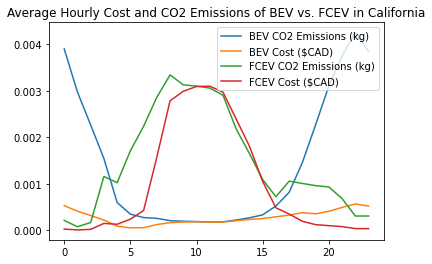 Average Hourly Cost and CO2 Emissions of BEV vs. FCEV in California
BEV CO2 Emissions (kg)
BEV Cost ($CAD)
FCEV CO2 Emissions (kg)
FCEV Cost ($CAD)
0.004
0.003
0.002
0.001
0.000
0 5 10 15 20